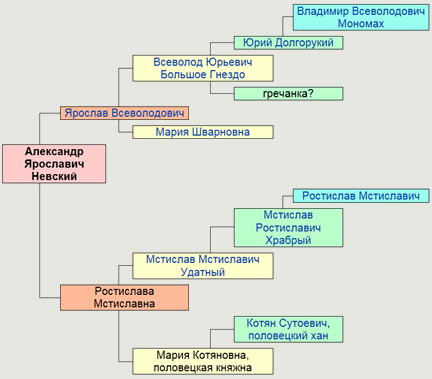 Владимир Всеволодович
Мономах
Юрий Долгорукий
Всеволод Юрьевич
Большое Гнездо
гречанка?
Ярослав Всеволодович
Мария Шварновна
Александр
Ярославич
Невский
Ростислав Мстиславич
Мстислав
Ростиславич
Храбрый
Мстислав Мстиславич
Удатный
Ростислава
Мстиславна
Котян Сутоевич,
половецкий хан
Мария Котяновна,
половецкая княжна